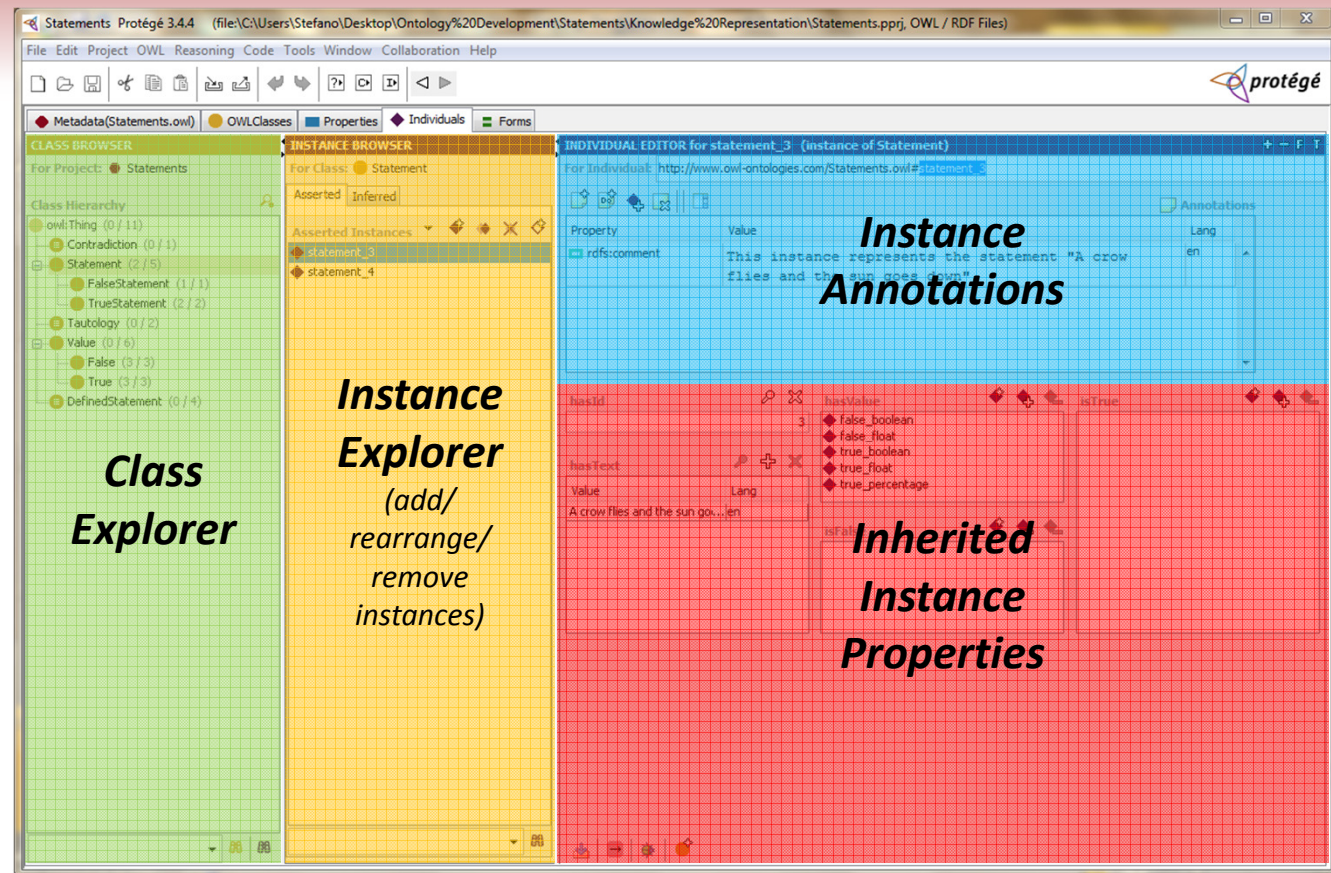 Statements Protégé 3.4.4 (file:\C:\Users\Stefano\Desktop\Ontology%20Development\Statements\Knowledge%20Representation\Statements.pprj, OWL / RDF Files)
File Edit Project OWL Reasoning Code Tools Window Collaboration Help
protégé
Metadata(Statements.owl) OWLClasses Properties Individuals Forms
CLASS BROWSER
For Project: Statements
Class Hierarchy
owl:Thing (0 / 11)
Contradiction (0 / 1)
Statement (2 / 5)
FalseStatement (1 / 1)
TrueStatement (2 / 2)
Tautology (0 / 2)
Value (0 / 6)
False (3 / 3)
True (3 / 3)
DefinedStatement (0 / 4)
Class
Explorer
INSTANCE BROWSER
For Class: Statement
Asserted Inferred
Asserted Instances
statement_3
statement_4
Instance
Explorer
(add/
rearrange/
remove
instances)
INDIVIDUAL EDITOR for statement_3 (instance of Statement) + − F T
For Individual: http://www.owl-ontologies.com/Statements.owl#statement_3
Annotations
Property Value Lang
rdfs:comment This instance represents the statement "A crow en
flies and the sun goes down"
Instance
Annotations
hasId
3
hasText
Value Lang
A crow flies and the sun go... en
hasValue
false_boolean
false_float
true_boolean
true_float
true_percentage
isFalse
isTrue
Inherited
Instance
Properties